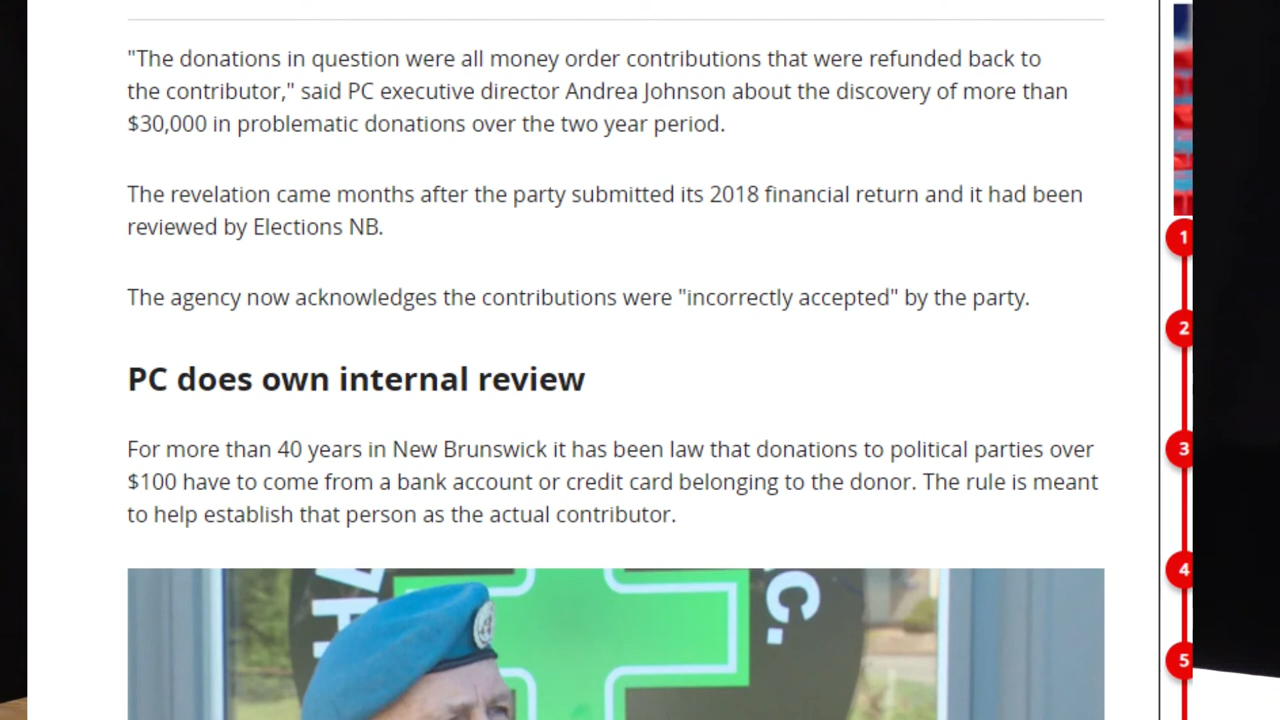 "The donations in question were all money order contributions that were refunded back to
the contributor," said PC executive director Andrea Johnson about the discovery of more than
$30,000 in problematic donations over the two year period.
The revelation came months after the party submitted its 2018 financial return and it had been
reviewed by Elections NB.
The agency now acknowledges the contributions were "incorrectly accepted" by the party.
PC does own internal review
For more than 40 years in New Brunswick it has been law that donations to political parties over
$100 have to come from a bank account or credit card belonging to the donor. The rule is meant
to help establish that person as the actual contributor.
C.
1
2
3
4
5